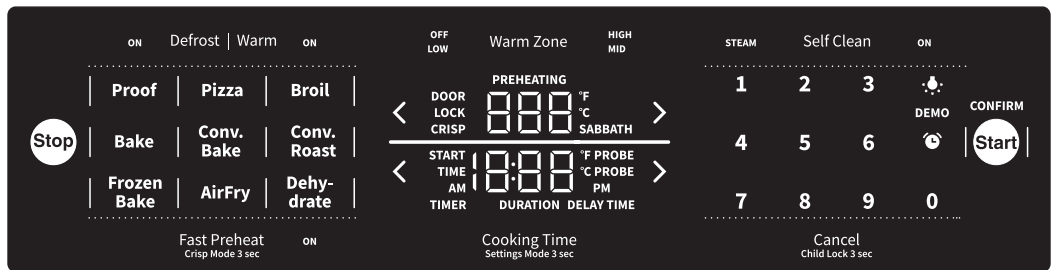 ON Defrost | Warm ON
OFF HIGH
LOW Warm Zone MID
STEAM Self Clean ON
Stop
Proof Pizza Broil
Bake Conv. Bake Conv. Roast
Frozen Bake AirFry Dehy-drate
Fast Preheat ON
Crisp Mode 3 sec
PREHEATING
DOOR °F
LOCK 888 °C
CRISP SABBATH
START °F PROBE
TIME 18:88 °C PROBE
AM PM
TIMER DURATION DELAY TIME
Cooking Time
Settings Mode 3 sec
1 2 3
DEMO
4 5 6
7 8 9 0
Cancel
Child Lock 3 sec
CONFIRM
Start